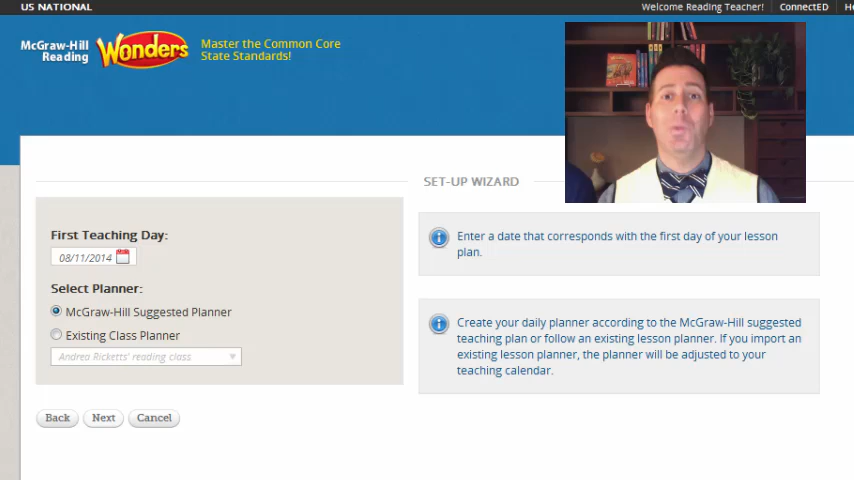 US NATIONAL
Welcome Reading Teacher! ConnectED
McGraw-Hill
Reading
Wonders
Master the Common Core
State Standards!
SET-UP WIZARD
First Teaching Day:
08/11/2014
Select Planner:
McGraw-Hill Suggested Planner
Existing Class Planner
Andrea Ricketts' reading class
Enter a date that corresponds with the first day of your lesson
plan.
Create your daily planner according to the McGraw-Hill suggested
teaching plan or follow an existing lesson planner. If you import an
existing lesson planner, the planner will be adjusted to your
teaching calendar.
Back Next Cancel